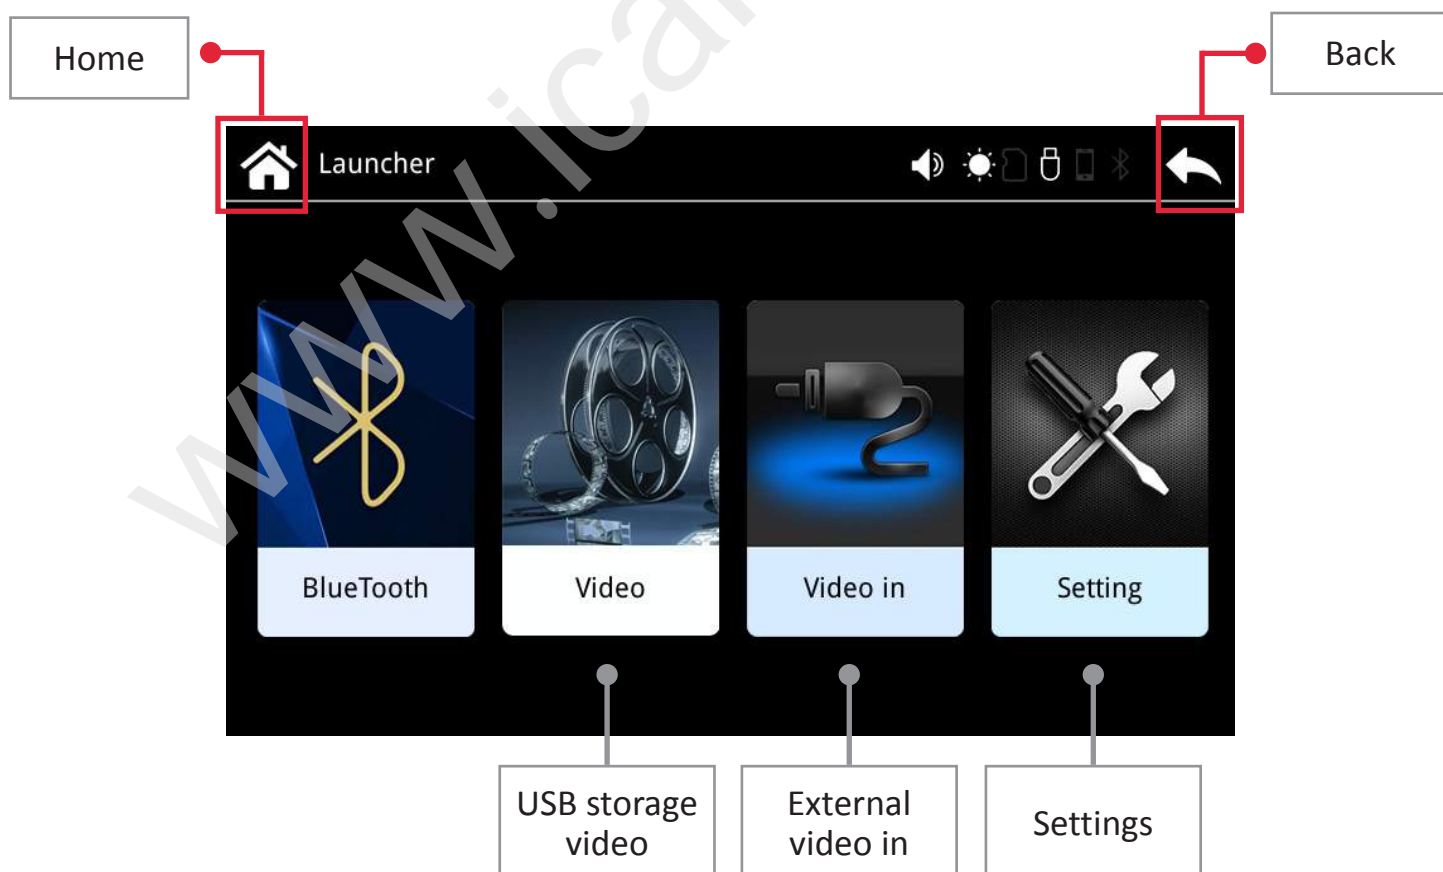 Home
Back
Launcher
BlueTooth
Video
Video in
Setting
USB storage
video
External
video in
Settings
www.ica